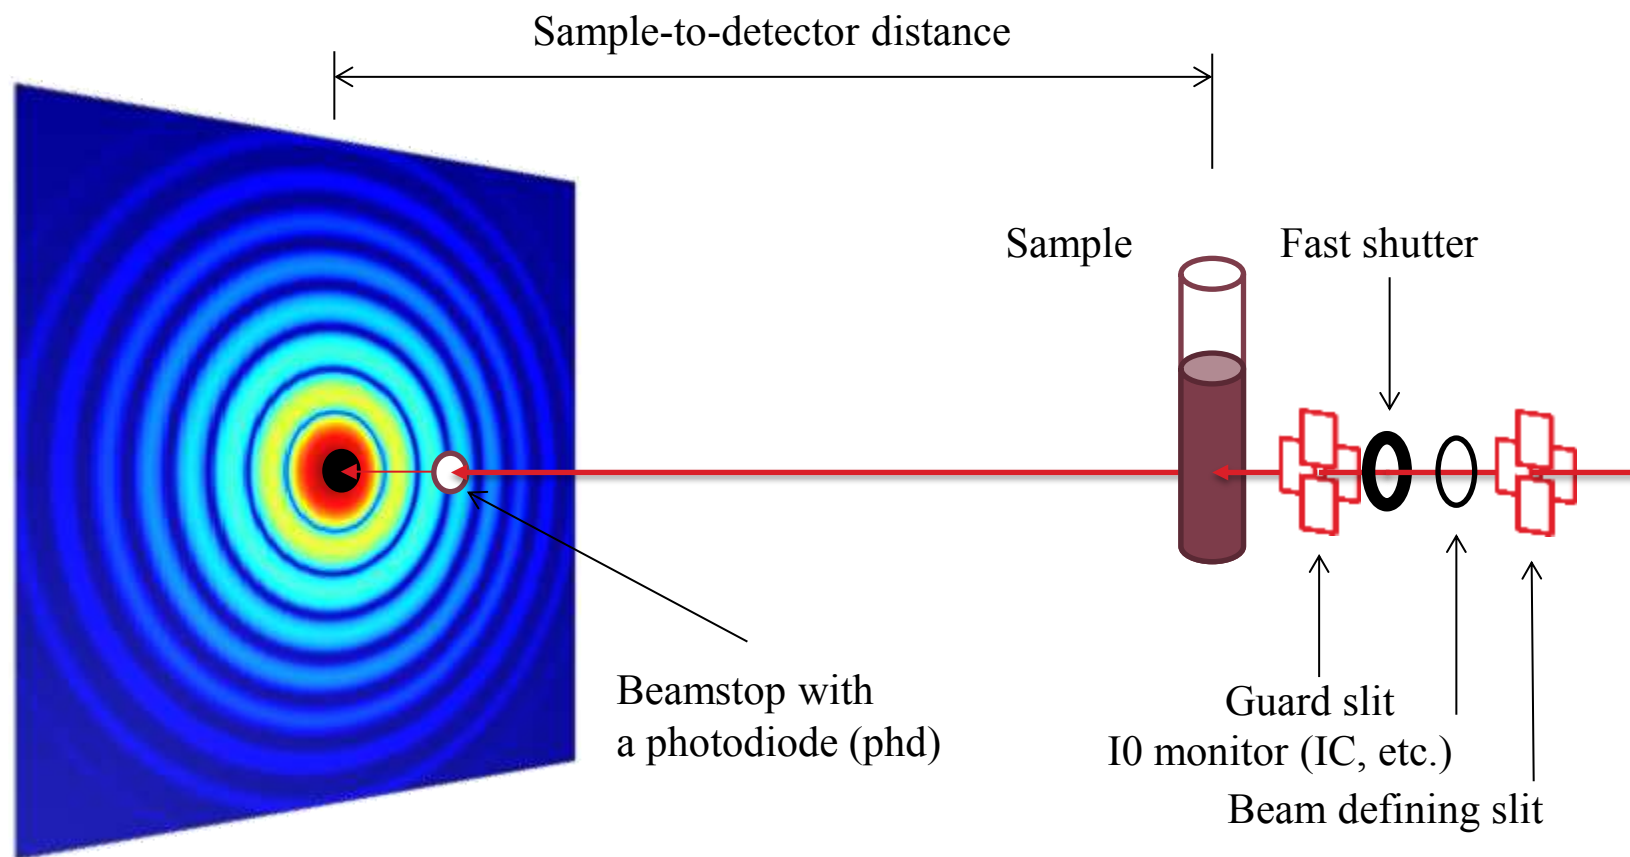 Sample-to-detector distance
Sample
Fast shutter
Beamstop with
a photodiode (phd)
Guard slit
I0 monitor (IC, etc.)
Beam defining slit